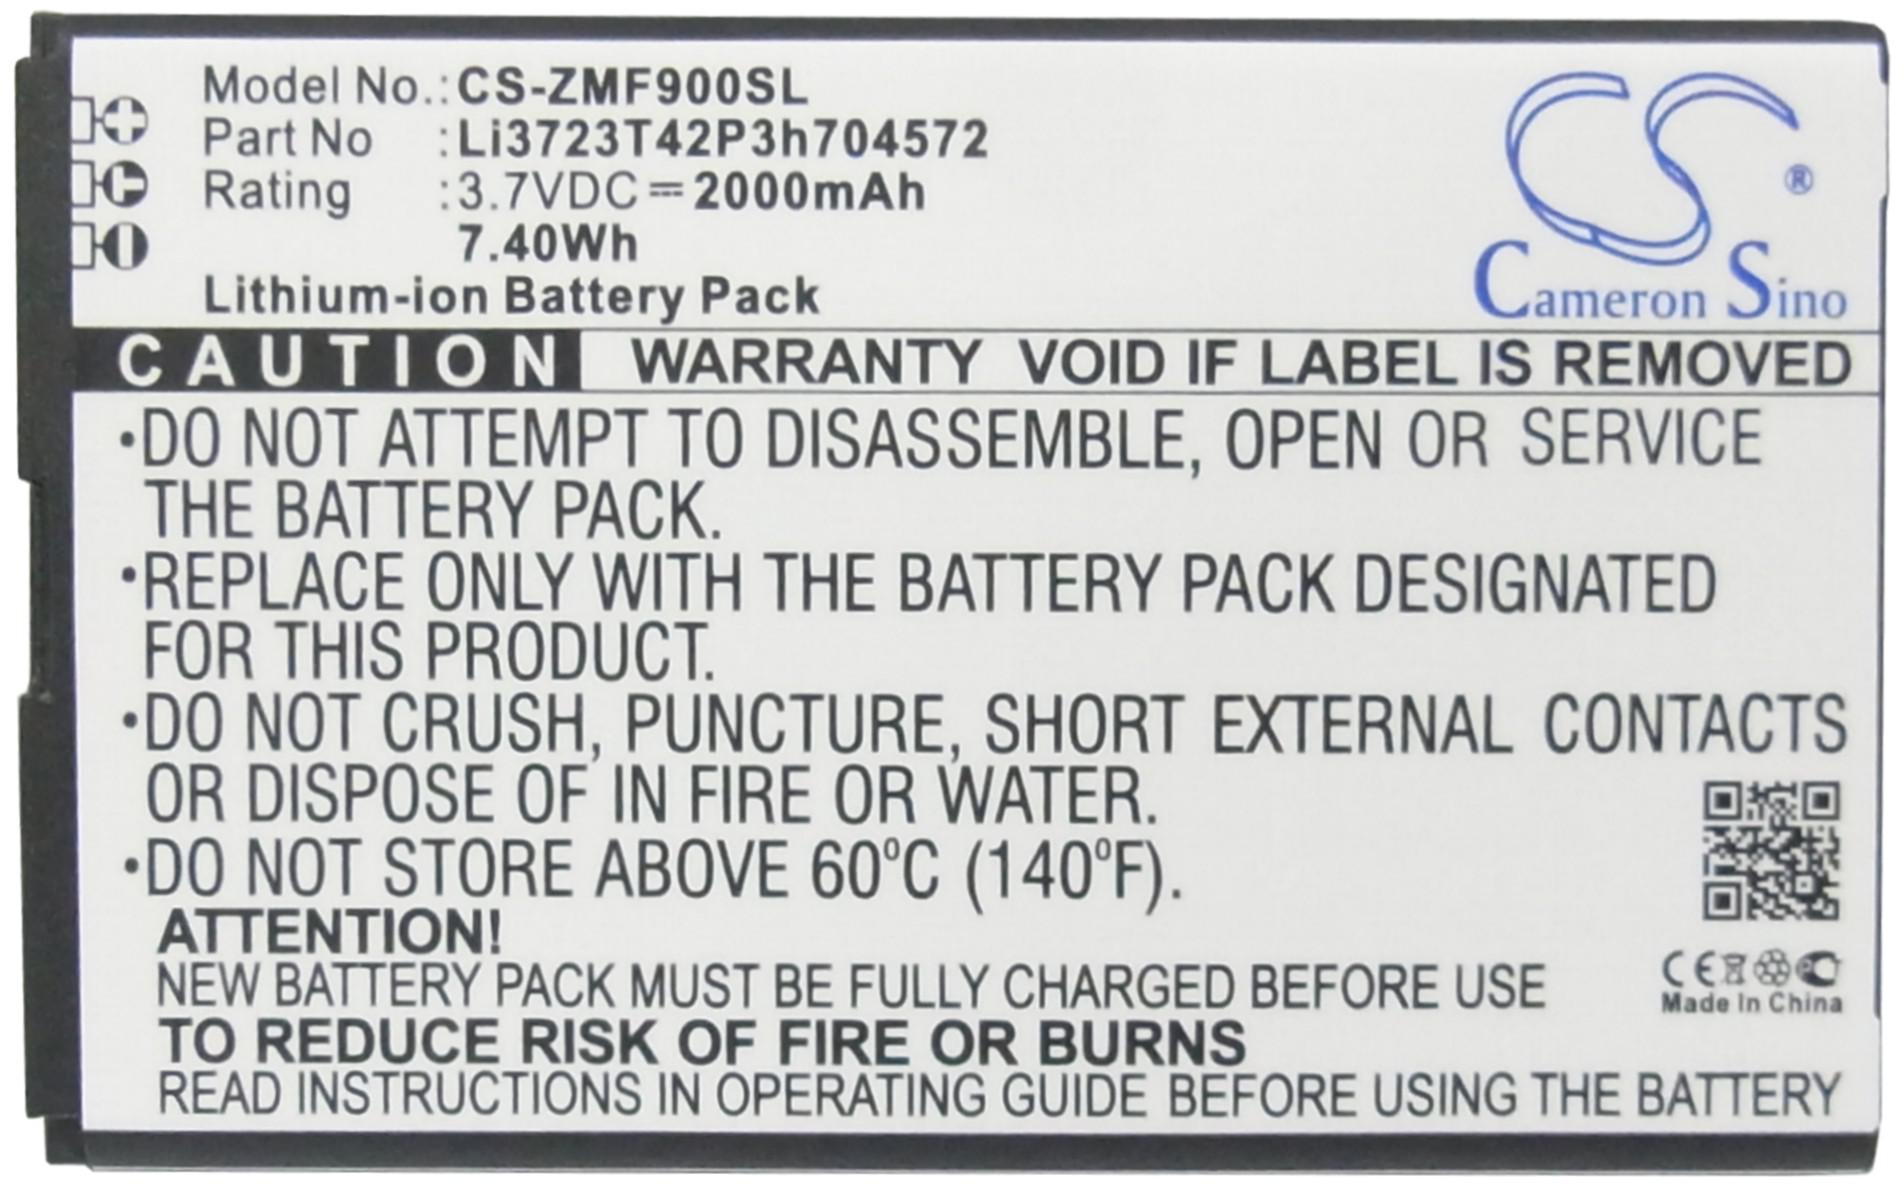 Model No.:CS-ZMF900SL
Part No :Li3723T42P3h704572
Rating :3.7VDC⎓2000mAh
7.40Wh
Lithium-ion Battery Pack
CS®
Cameron Sino
CAUTION WARRANTY VOID IF LABEL IS REMOVED
•DO NOT ATTEMPT TO DISASSEMBLE, OPEN OR SERVICE
THE BATTERY PACK.
•REPLACE ONLY WITH THE BATTERY PACK DESIGNATED
FOR THIS PRODUCT.
•DO NOT CRUSH, PUNCTURE, SHORT EXTERNAL CONTACTS
OR DISPOSE OF IN FIRE OR WATER.
•DO NOT STORE ABOVE 60°C (140°F).
ATTENTION!
NEW BATTERY PACK MUST BE FULLY CHARGED BEFORE USE
TO REDUCE RISK OF FIRE OR BURNS
READ INSTRUCTIONS IN OPERATING GUIDE BEFORE USING THE BATTERY
CE
Made In China